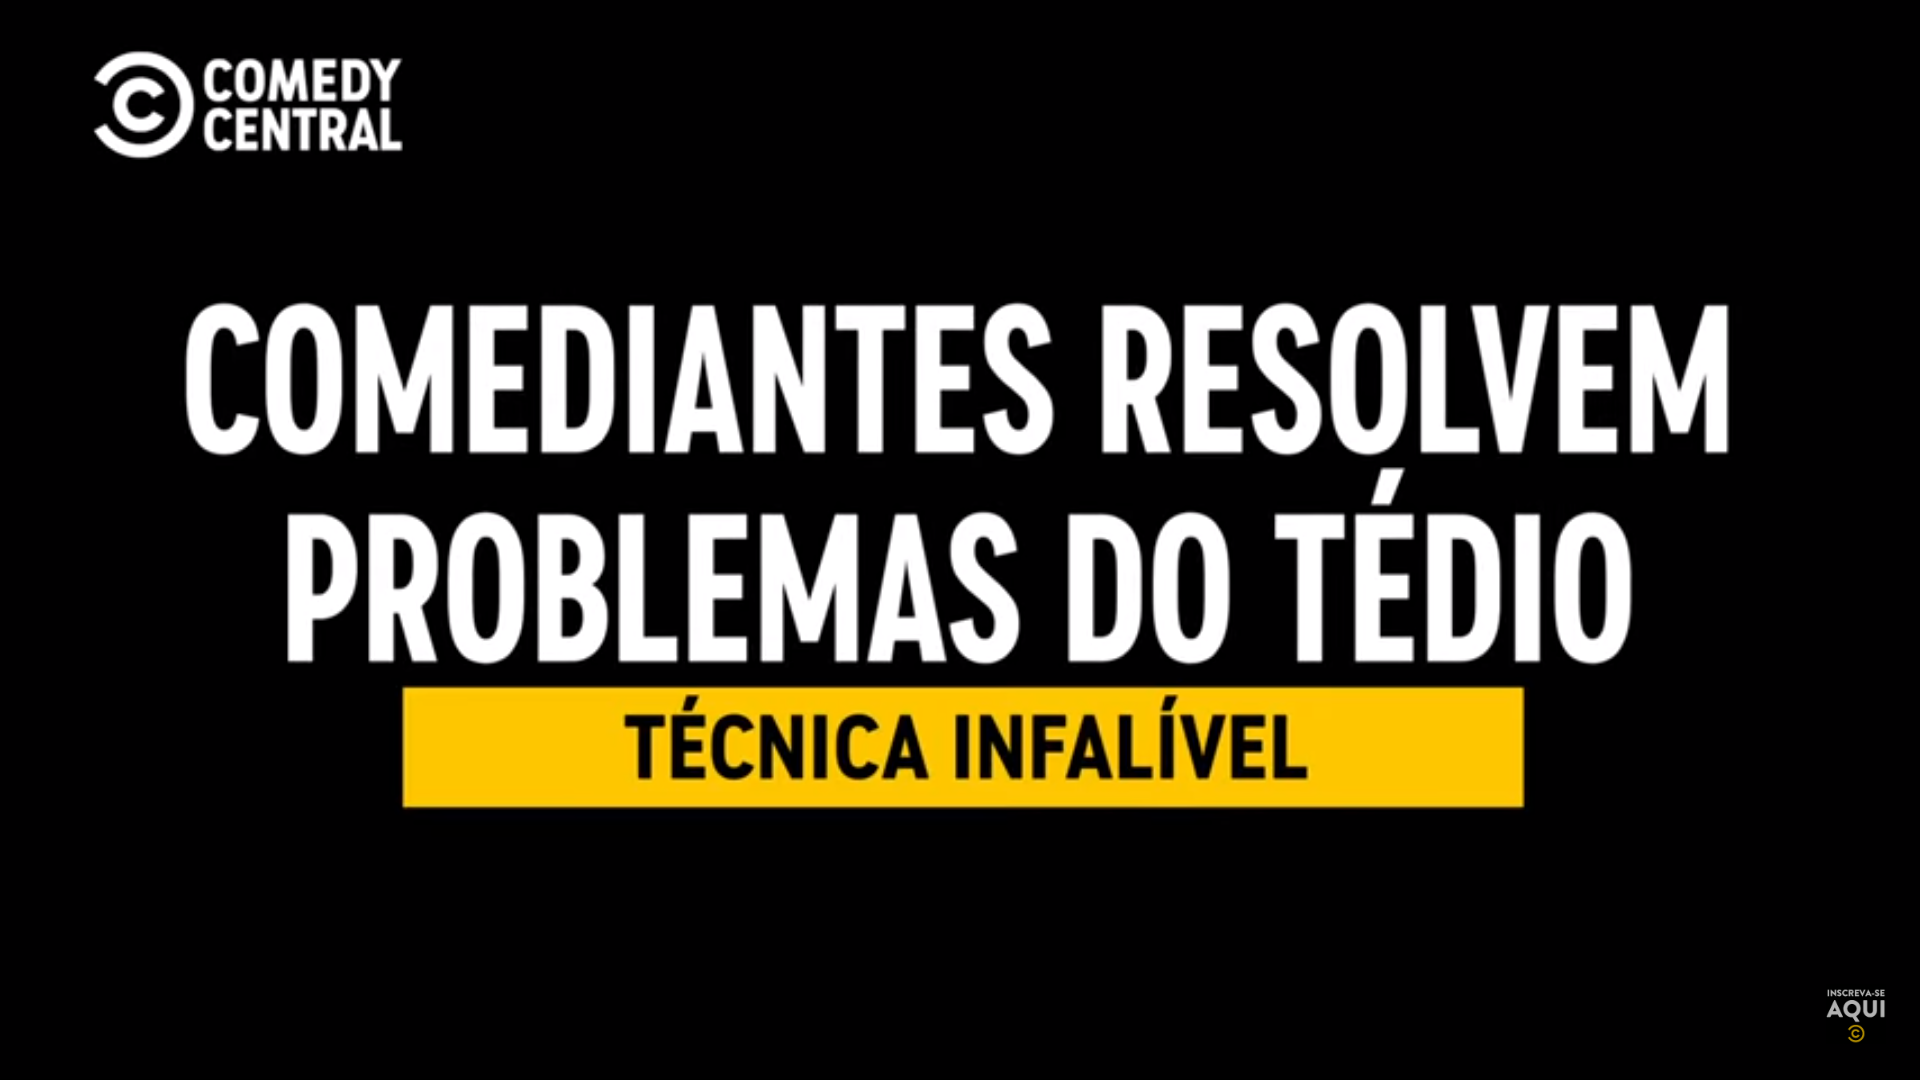 COMEDY
CENTRAL
COMEDIANTES RESOLVEM
PROBLEMAS DO TÉDIO
TÉCNICA INFALÍVEL
INSCREVA-SE
AQUI